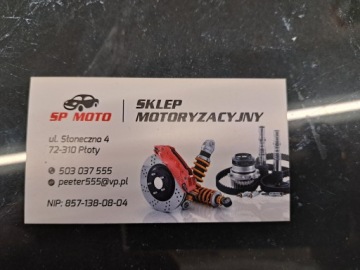 SP MOTO
SKLEP
MOTORYZACYJNY
ul. Słoneczna 4
72-310 Płoty
503 037 555
peeter555@vp.pl
NIP: 857-138-08-04